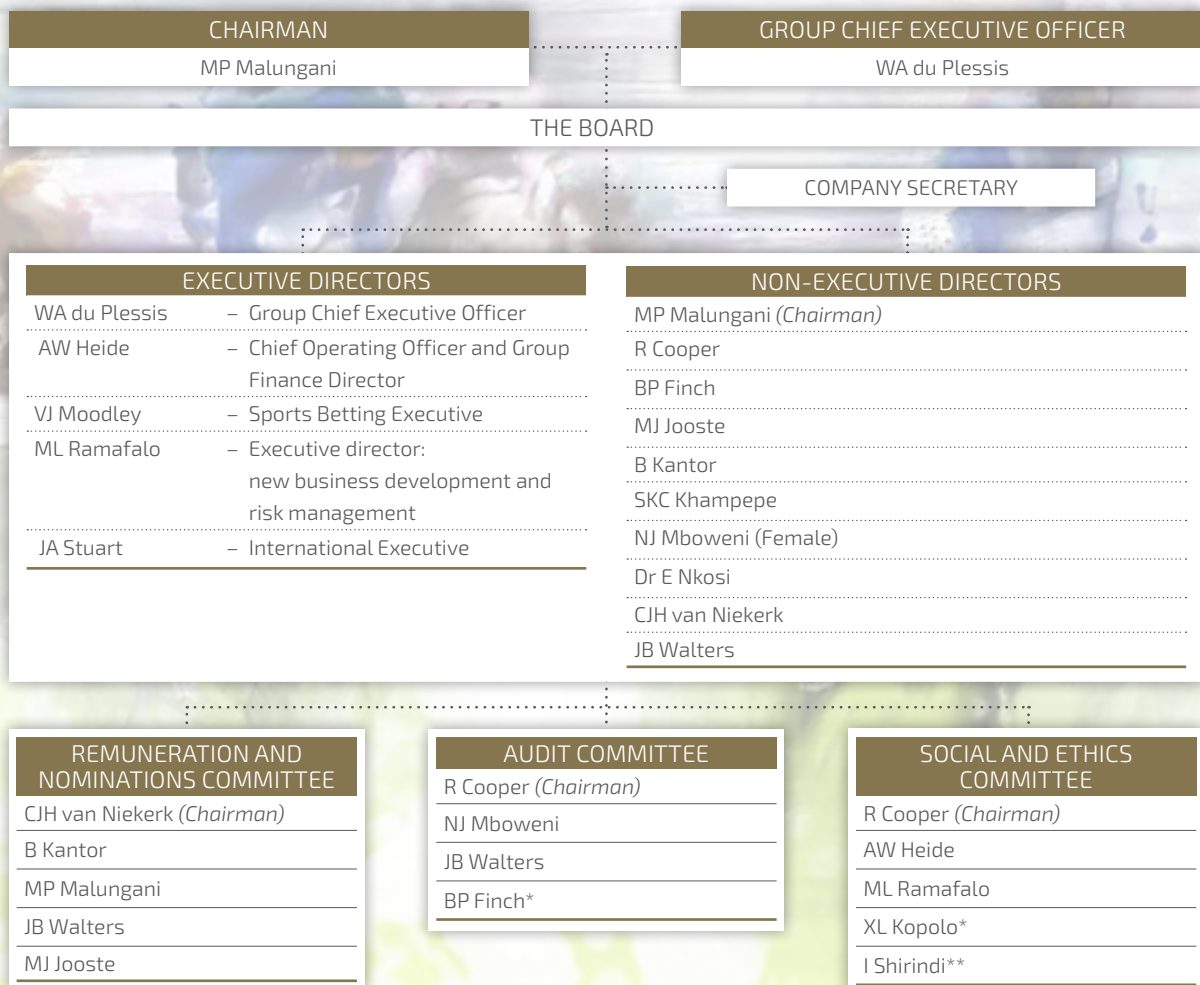 CHAIRMAN
MP Malungani
GROUP CHIEF EXECUTIVE OFFICER
WA du Plessis
THE BOARD
COMPANY SECRETARY
EXECUTIVE DIRECTORS
WA du Plessis – Group Chief Executive Officer
AW Heide – Chief Operating Officer and Group
Finance Director
VJ Moodley – Sports Betting Executive
ML Ramafalo – Executive director:
new business development and
risk management
JA Stuart – International Executive
NON-EXECUTIVE DIRECTORS
MP Malungani (Chairman)
R Cooper
BP Finch
MJ Jooste
B Kantor
SKC Khampepe
NJ Mboweni (Female)
Dr E Nkosi
CJH van Niekerk
JB Walters
REMUNERATION AND
NOMINATIONS COMMITTEE
CJH van Niekerk (Chairman)
B Kantor
MP Malungani
JB Walters
MJ Jooste
AUDIT COMMITTEE
R Cooper (Chairman)
NJ Mboweni
JB Walters
BP Finch*
SOCIAL AND ETHICS
COMMITTEE
R Cooper (Chairman)
AW Heide
ML Ramafalo
XL Kopolo*
I Shirindi**